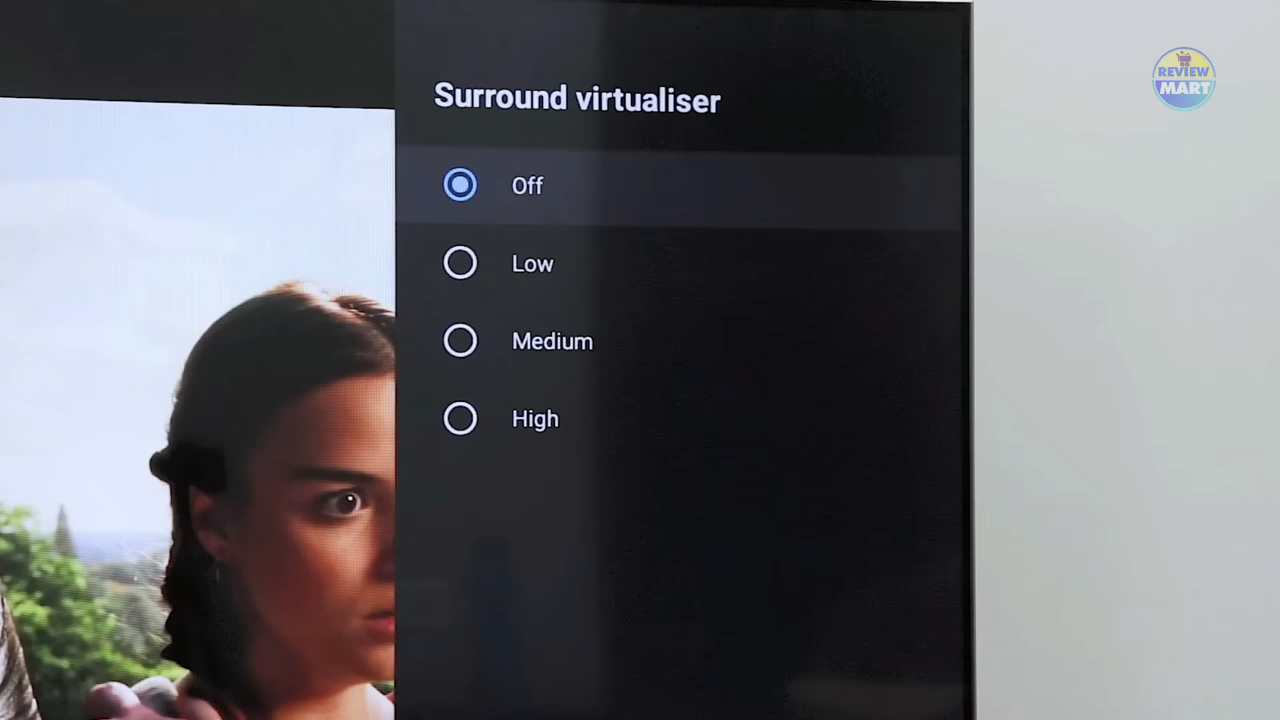 Surround virtualiser
Off
Low
Medium
High
REVIEW
MART